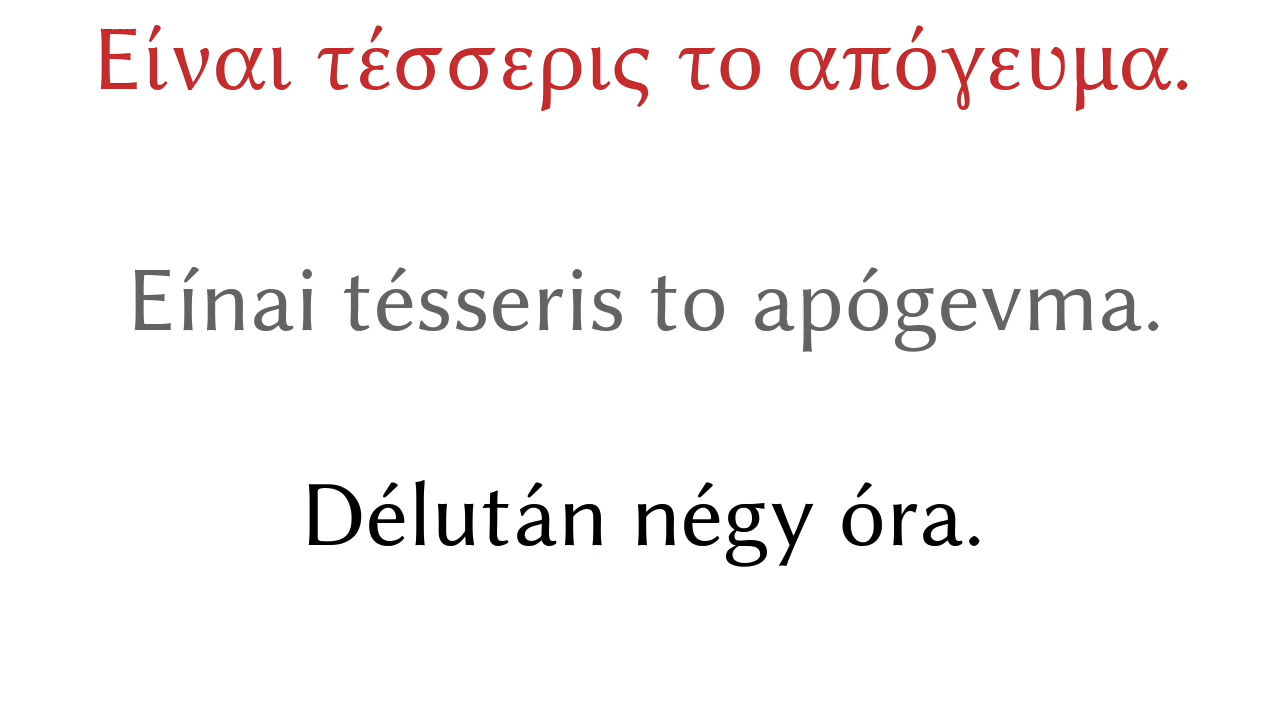 Είναι τέσσερις το απόγευμα.
Eínai tésseris to apógevma.
Délután négy óra.